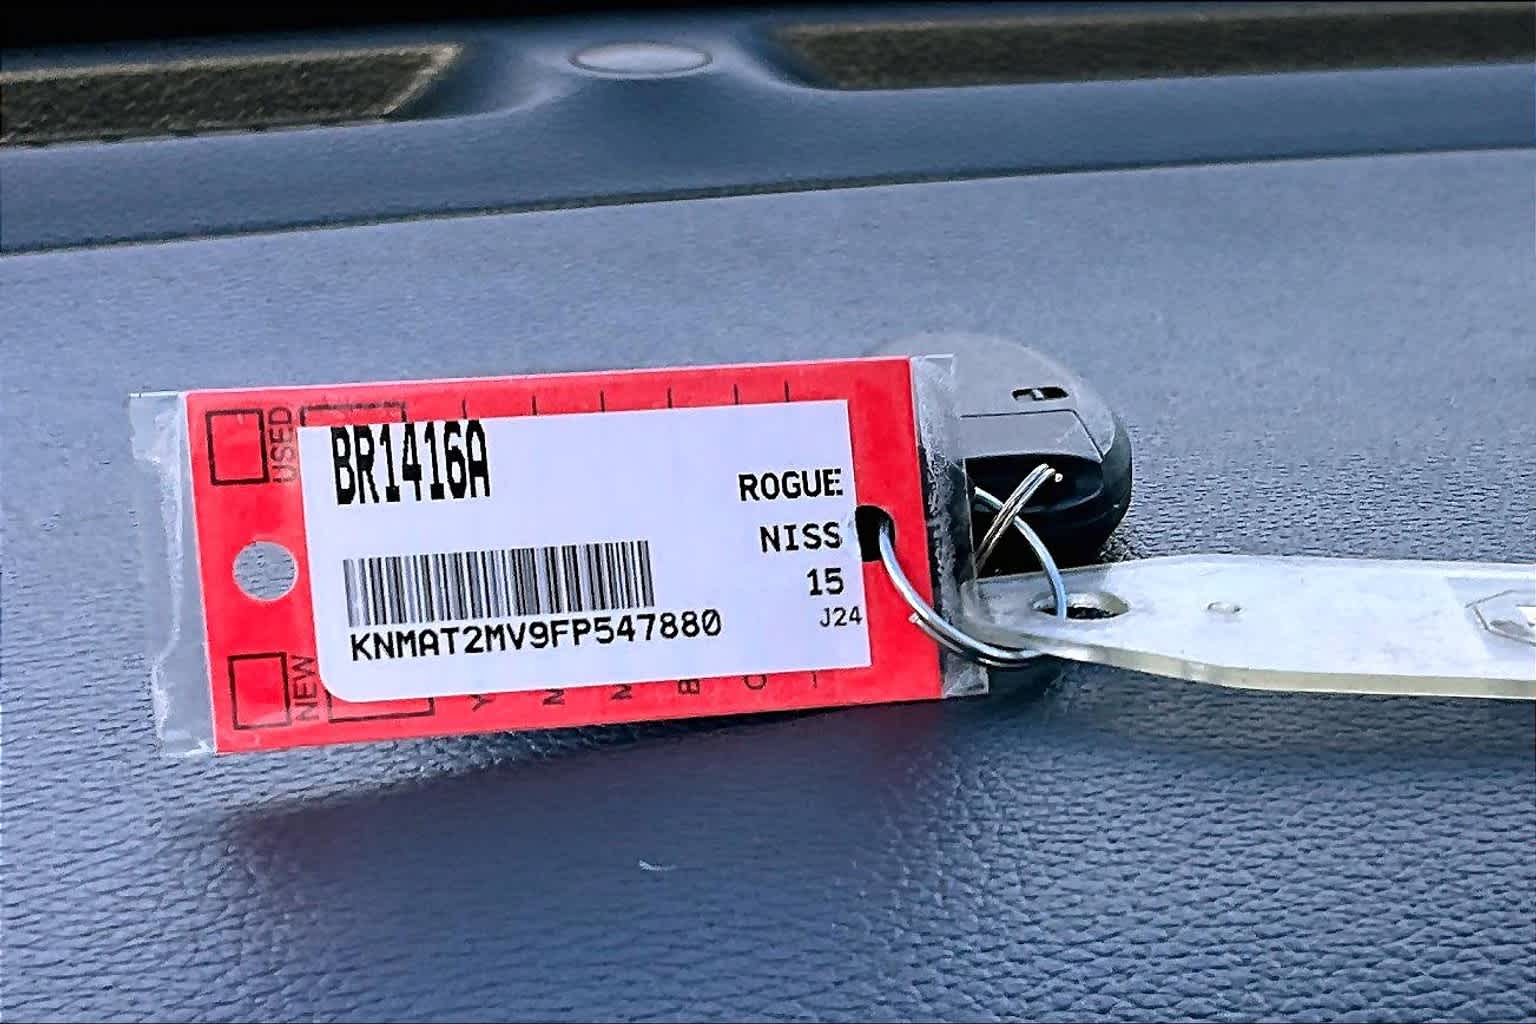 USED
BR1416A
ROGUE
NISS
15
J24
KNMAT2MV9FP547880
NEW